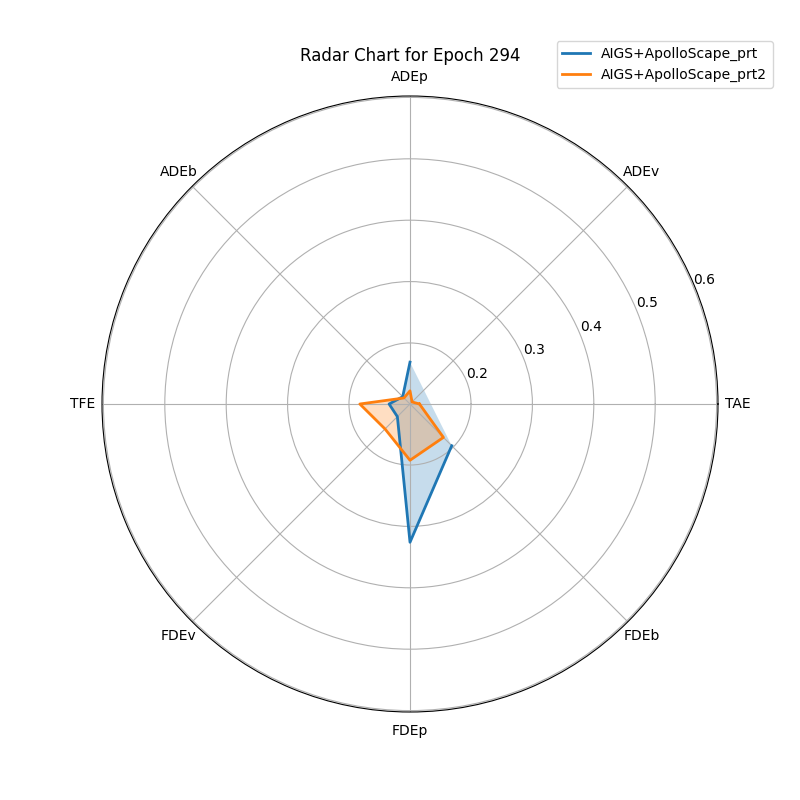 AIGS+ApolloScape_prt
AIGS+ApolloScape_prt2
Radar Chart for Epoch 294
ADEp
ADEb
ADEv
0.6
0.5
0.4
0.3
0.2
TFE
TAE
FDEv
FDEb
FDEp